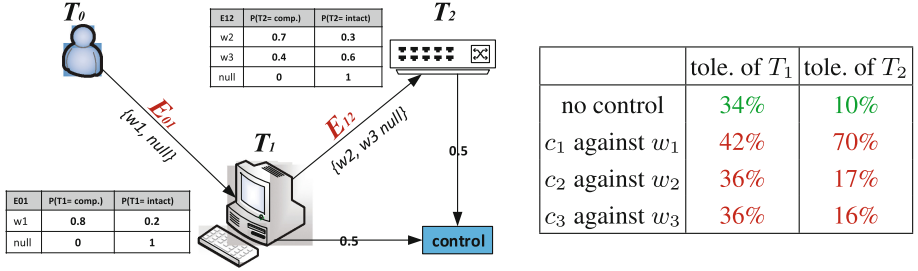 T0
E12 P(T2= comp.) P(T2= intact)
w2 0.7 0.3
w3 0.4 0.6
null 0 1
T2
E01
{w1, null}
T1
E12
{w2, w3 null}
0.5
E01 P(T1= comp.) P(T1= intact)
w1 0.8 0.2
null 0 1
0.5
control
tole. of T1 tole. of T2
no control 34% 10%
c1 against w1 42% 70%
c2 against w2 36% 17%
c3 against w3 36% 16%